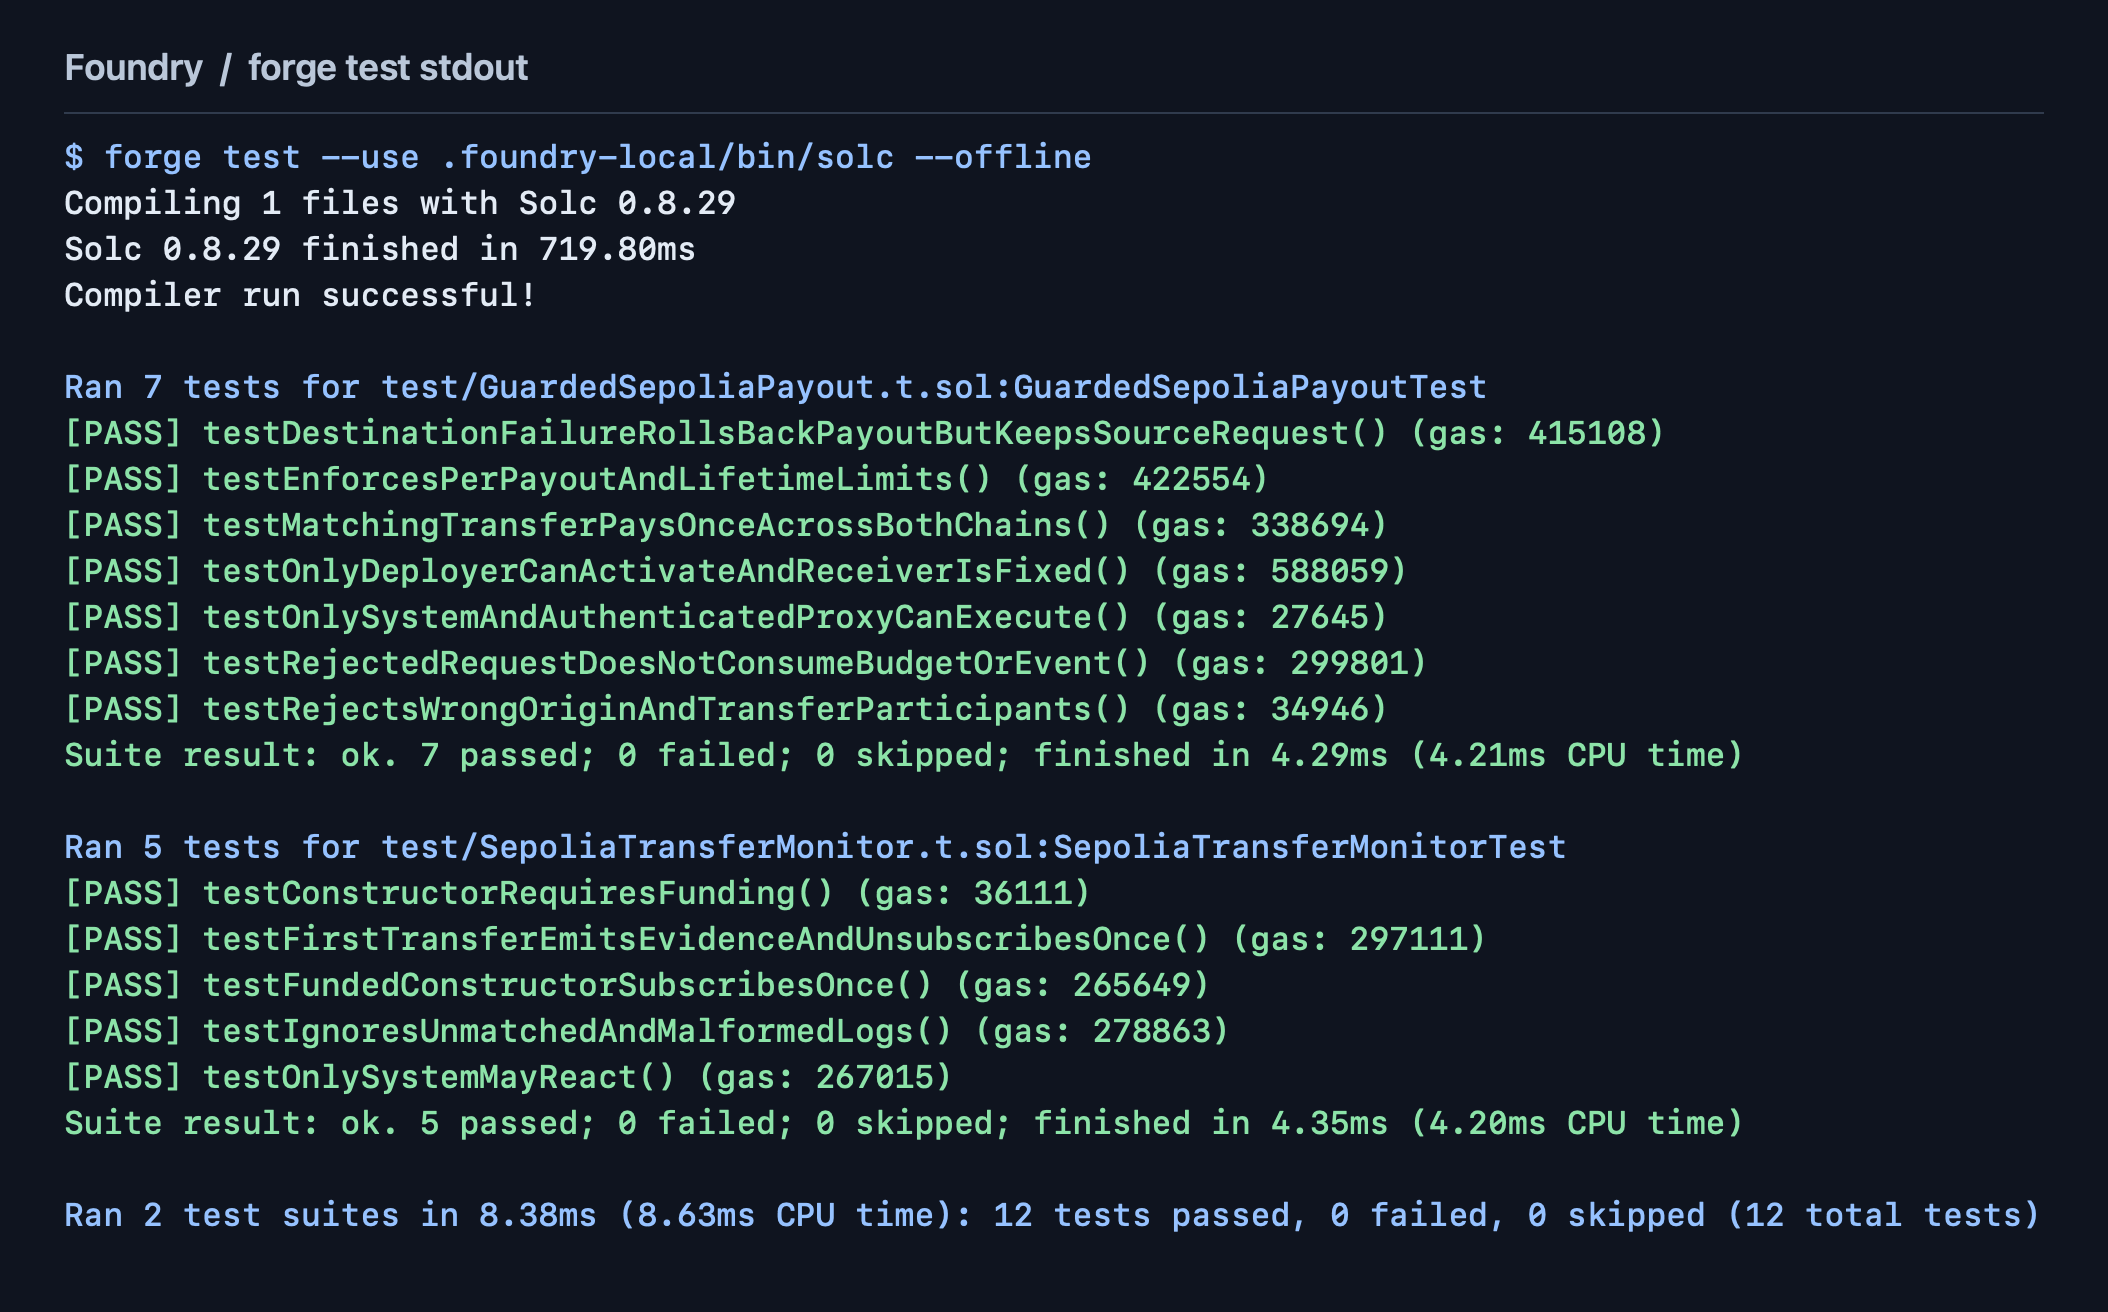 Foundry / forge test stdout
$ forge test --use .foundry-local/bin/solc --offline
Compiling 1 files with Solc 0.8.29
Solc 0.8.29 finished in 719.80ms
Compiler run successful!
Ran 7 tests for test/GuardedSepoliaPayout.t.sol:GuardedSepoliaPayoutTest
[PASS] testDestinationFailureRollsBackPayoutButKeepsSourceRequest() (gas: 415108)
[PASS] testEnforcesPerPayoutAndLifetimeLimits() (gas: 422554)
[PASS] testMatchingTransferPaysOnceAcrossBothChains() (gas: 338694)
[PASS] testOnlyDeployerCanActivateAndReceiverIsFixed() (gas: 588059)
[PASS] testOnlySystemAndAuthenticatedProxyCanExecute() (gas: 27645)
[PASS] testRejectedRequestDoesNotConsumeBudgetOrEvent() (gas: 299801)
[PASS] testRejectsWrongOriginAndTransferParticipants() (gas: 34946)
Suite result: ok. 7 passed; 0 failed; 0 skipped; finished in 4.29ms (4.21ms CPU time)
Ran 5 tests for test/SepoliaTransferMonitor.t.sol:SepoliaTransferMonitorTest
[PASS] testConstructorRequiresFunding() (gas: 36111)
[PASS] testFirstTransferEmitsEvidenceAndUnsubscribesOnce() (gas: 297111)
[PASS] testFundedConstructorSubscribesOnce() (gas: 265649)
[PASS] testIgnoresUnmatchedAndMalformedLogs() (gas: 278863)
[PASS] testOnlySystemMayReact() (gas: 267015)
Suite result: ok. 5 passed; 0 failed; 0 skipped; finished in 4.35ms (4.20ms CPU time)
Ran 2 test suites in 8.38ms (8.63ms CPU time): 12 tests passed, 0 failed, 0 skipped (12 total tests)